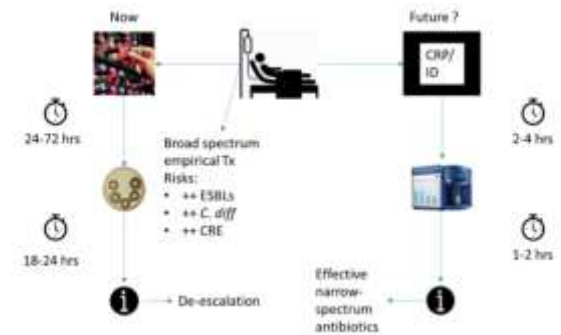 Now
Future ?
CRP/
ID
24-72 hrs
2-4 hrs
Broad spectrum
empirical Tx
Risks:
• ++ ESBLs
• ++ C. diff
• ++ CRE
18-24 hrs
1-2 hrs
i
De-escalation
Effective
narrow-
spectrum
antibiotics
i